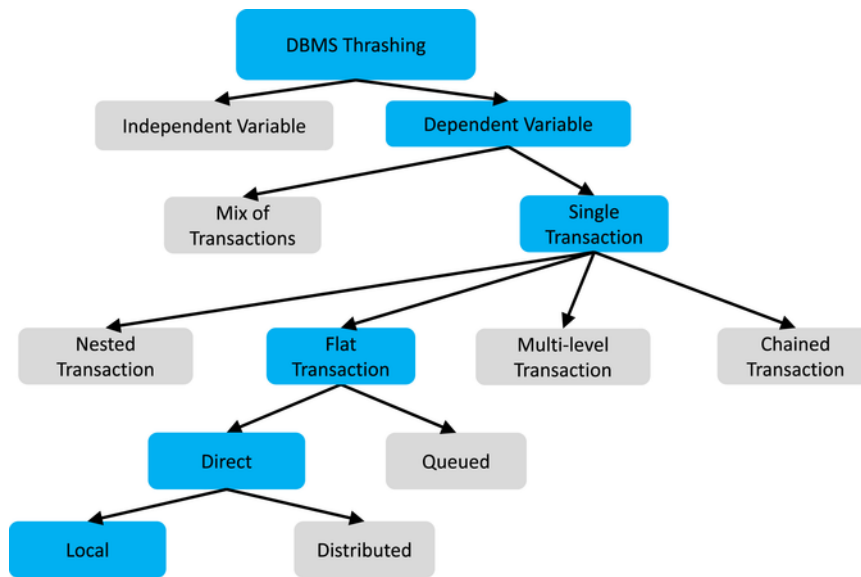 DBMS Thrashing
Independent Variable
Dependent Variable
Mix of
Transactions
Single
Transaction
Nested
Transaction
Flat
Transaction
Multi-level
Transaction
Chained
Transaction
Direct
Queued
Local
Distributed